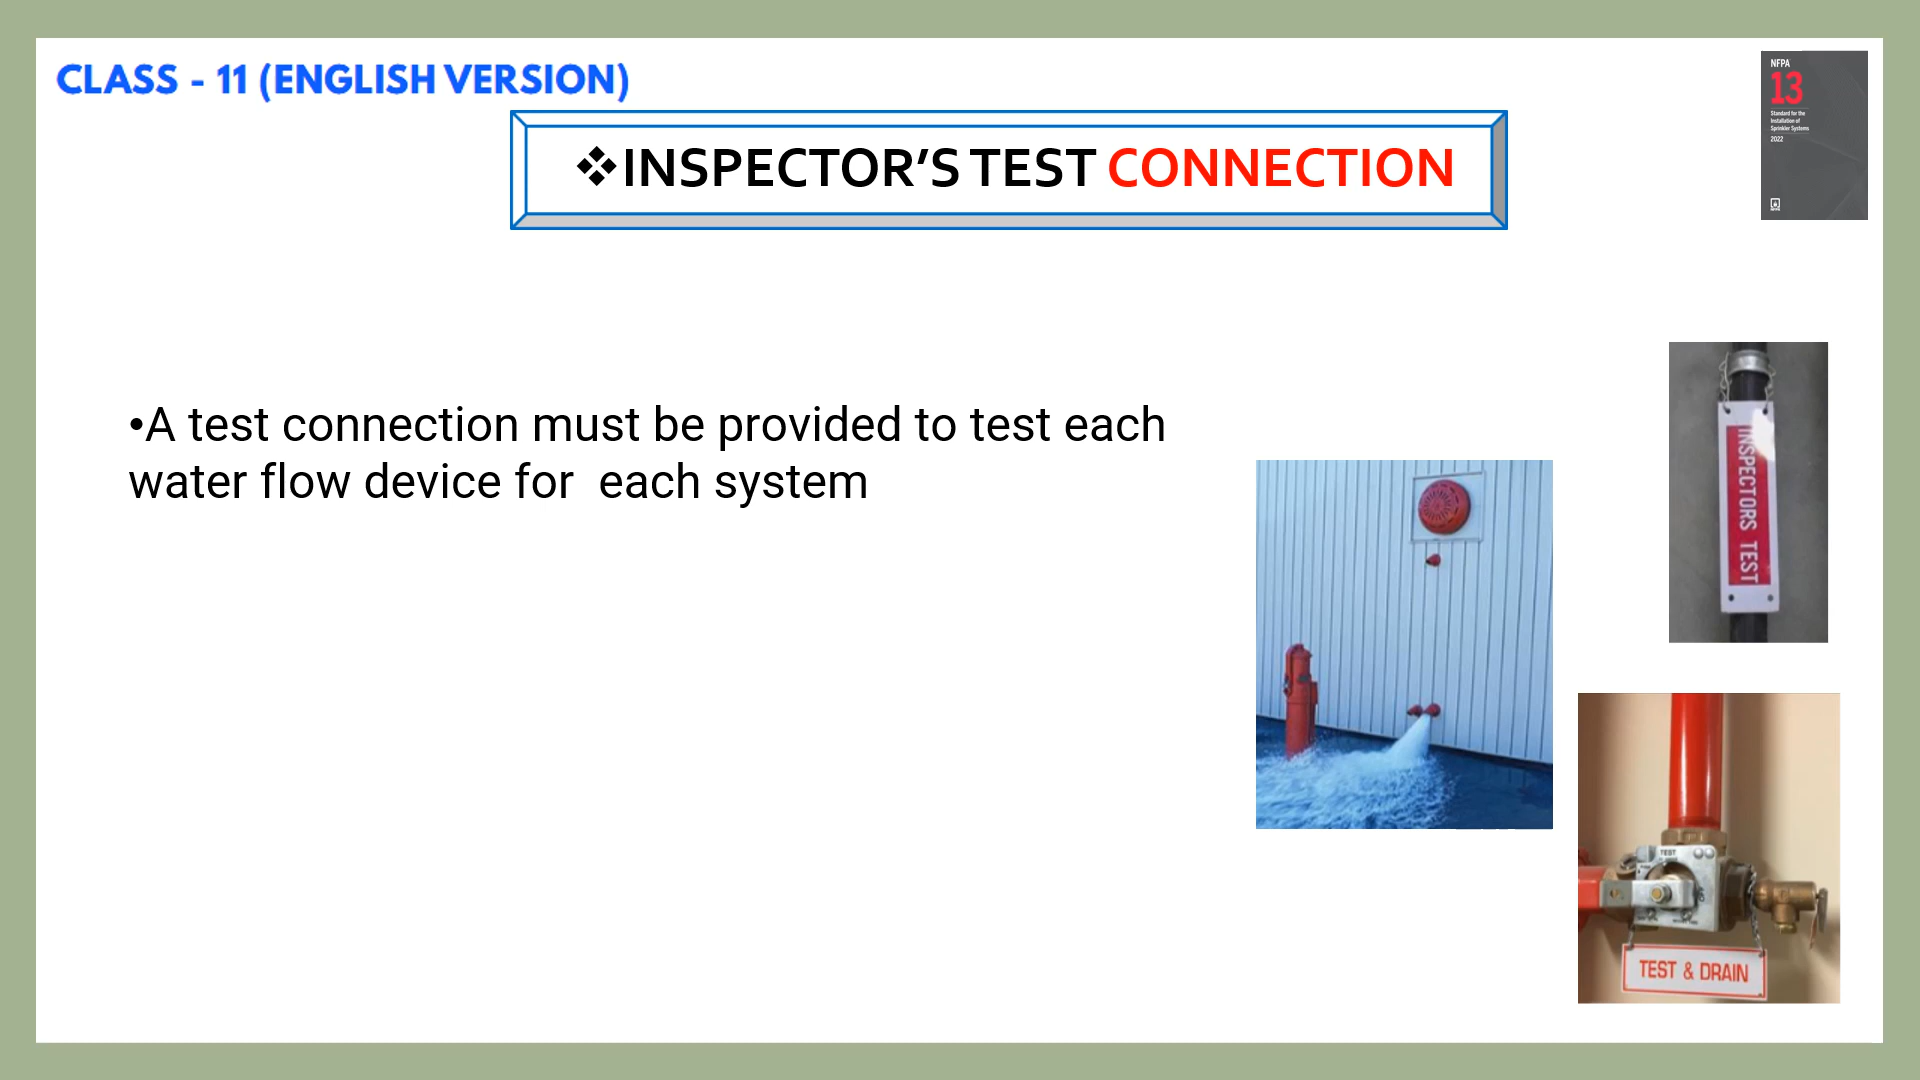 CLASS - 11 (ENGLISH VERSION)
NFPA
13
Standard for the
Installation of
Sprinkler Systems
2022
❖INSPECTOR’S TEST CONNECTION
•A test connection must be provided to test each
water flow device for  each system
INSPECTORS TEST
TEST
TEST & DRAIN